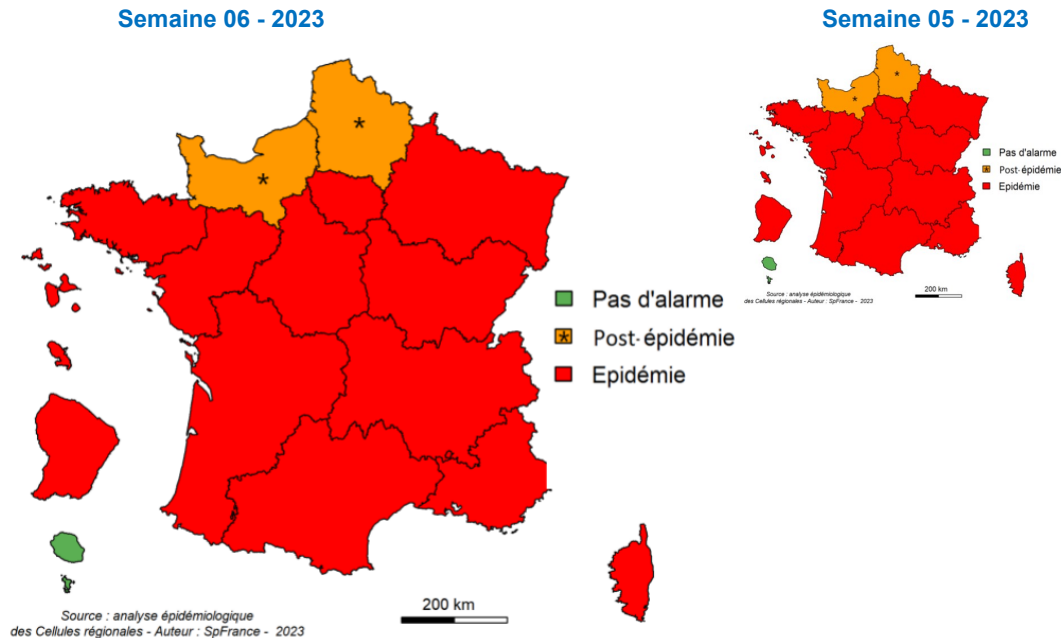 Semaine 06 - 2023
Pas d'alarme
* Post-épidémie
Epidémie
*
*
200 km
Source : analyse épidémiologique
des Cellules régionales - Auteur : SpFrance - 2023
Semaine 05 - 2023
Pas d'alarme
* Post-épidémie
Epidémie
*
*
200 km
Source : analyse épidémiologique
des Cellules régionales - Auteur : SpFrance - 2023